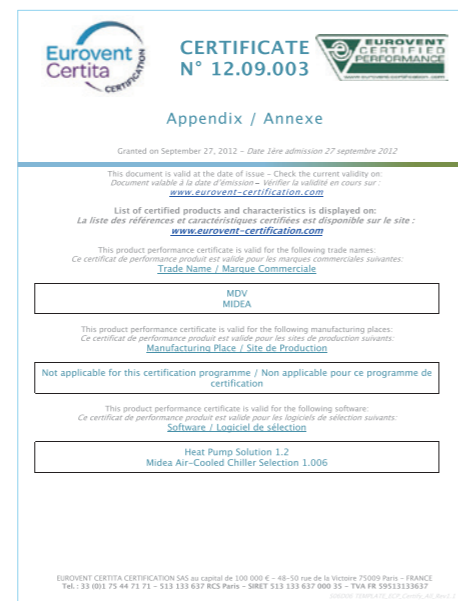 Eurovent
Certita
CERTIFICATION
CERTIFICATE
N° 12.09.003
EUROVENT
CERTIFIED
PERFORMANCE
www.eurovent-certification.com
Appendix / Annexe
Granted on September 27, 2012 – Date 1ére admission 27 septembre 2012
This document is valid at the date of issue – Check the current validity on:
Document valable à la date d'émission – Vérifier la validité en cours sur :
www.eurovent-certification.com
List of certified products and characteristics is displayed on:
La liste des références et caractéristiques certifiées est disponible sur le site :
www.eurovent-certification.com
This product performance certificate is valid for the following trade names:
Ce certificat de performance produit est valide pour les marques commerciales suivantes:
Trade Name / Marque Commerciale
MDV
MIDEA
This product performance certificate is valid for the following manufacturing places:
Ce certificat de performance produit est valide pour les sites de production suivants:
Manufacturing Place / Site de Production
Not applicable for this certification programme / Non applicable pour ce programme de
certification
This product performance certificate is valid for the following software:
Ce certificat de performance produit est valide pour les logiciels de sélection suivants:
Software / Logiciel de sélection
Heat Pump Solution 1.2
Midea Air-Cooled Chiller Selection 1.006
EUROVENT CERTITA CERTIFICATION SAS au capital de 100 000 € – 48-50 rue de la Victoire 75009 Paris – FRANCE
Tel. : 33 (0)1 75 44 71 71 – 513 133 637 RCS Paris – SIRET 513 133 637 000 35 – TVA FR 59513133637